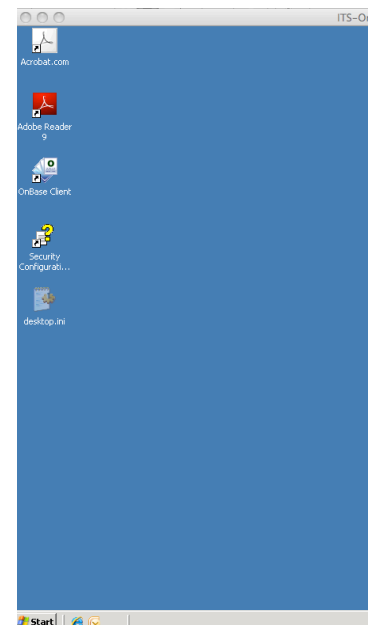 ITS-O
Acrobat.com
Adobe Reader
9
OnBase Client
Security
Configurati...
desktop.ini
Start